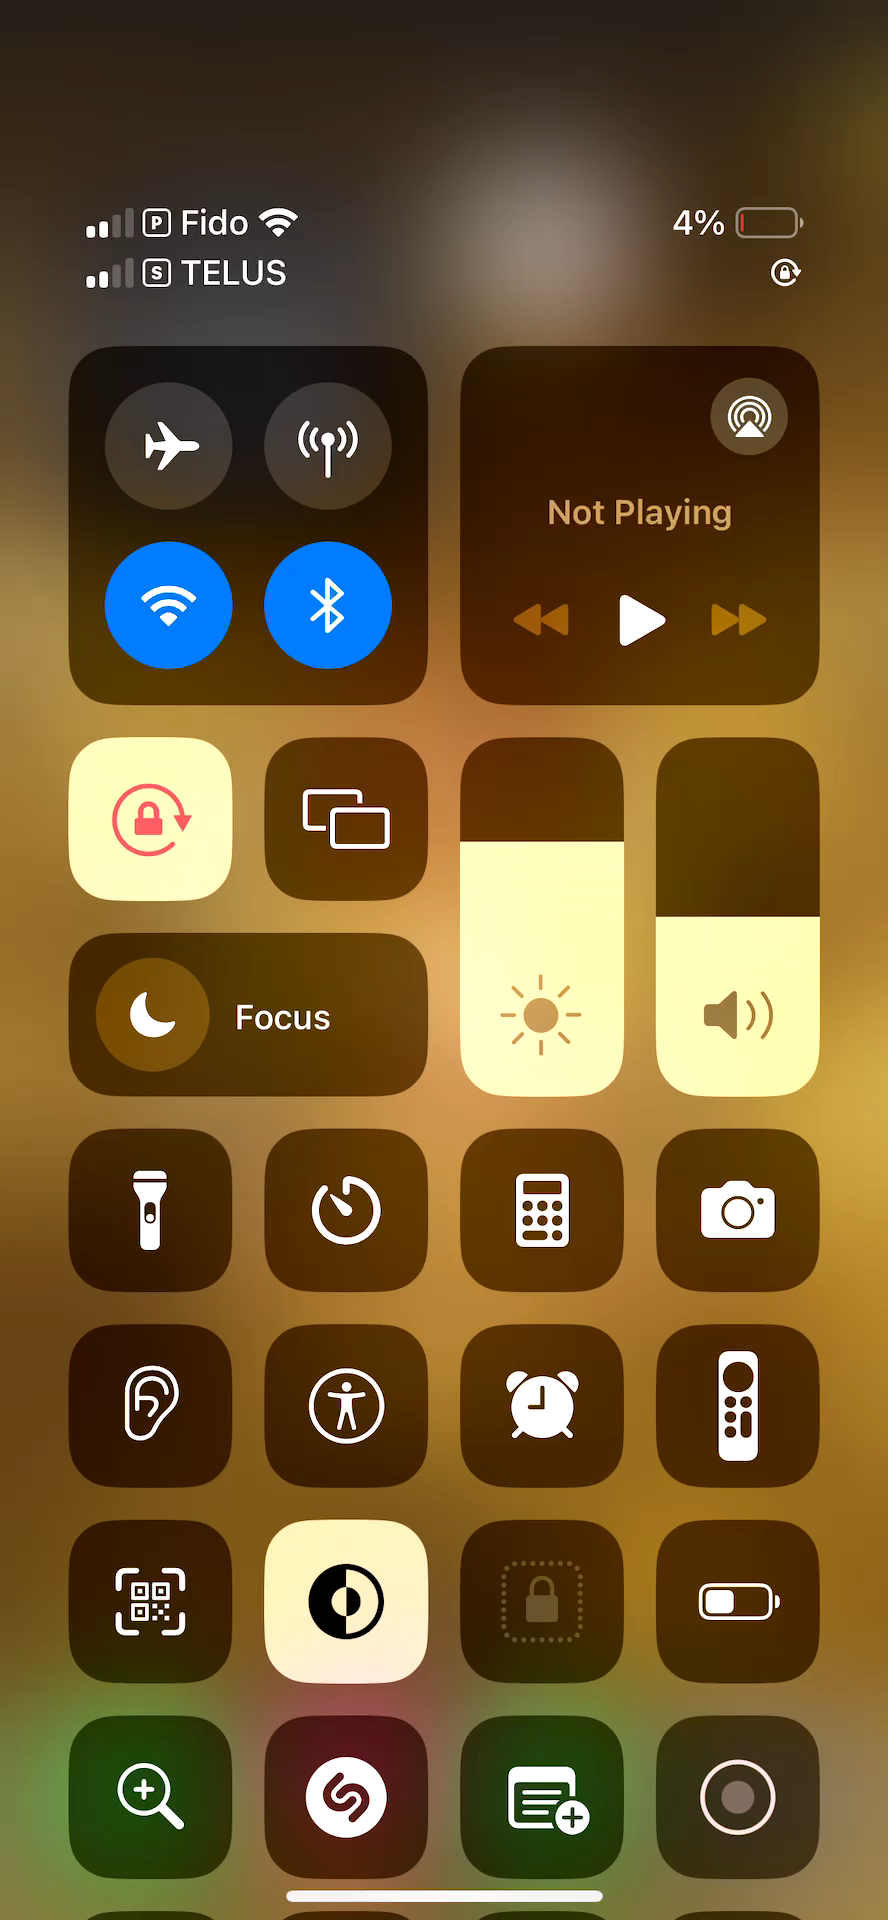 P Fido 4%
S TELUS
Not Playing
Focus